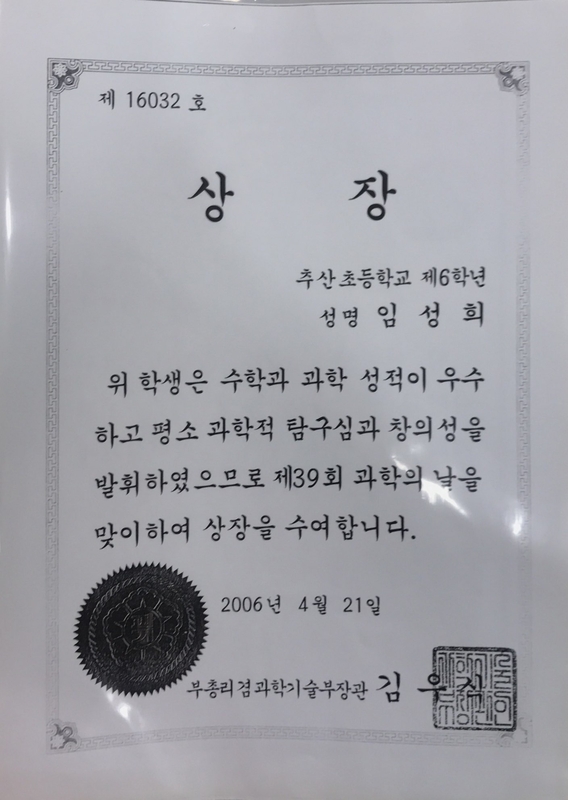 제 16032 호
상 장
추산초등학교 제6학년
성명 임 성 희
위 학생은 수학과 과학 성적이 우수
하고 평소 과학적 탐구심과 창의성을
발휘하였으므로 제39회 과학의 날을
맞이하여 상장을 수여합니다.
2006년 4월 21일
부총리겸과학기술부장관 김 우 식